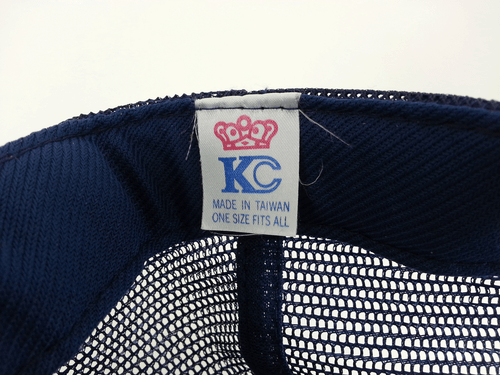 KC
MADE IN TAIWAN
ONE SIZE FITS ALL